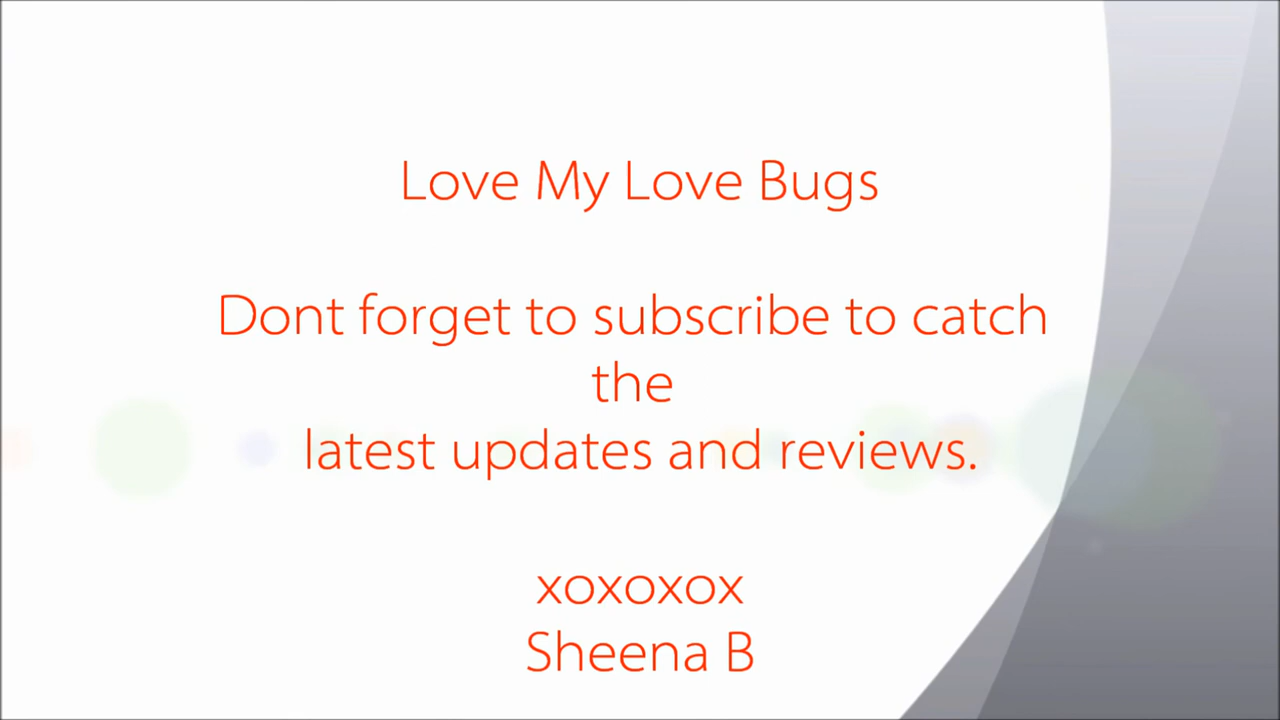 Love My Love Bugs
Dont forget to subscribe to catch
the
latest updates and reviews.
xoxoxox
Sheena B